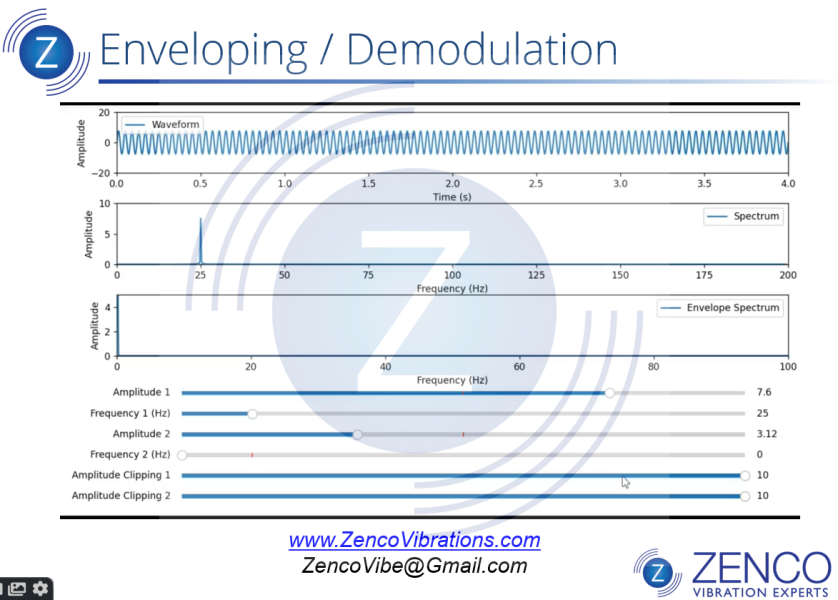 Z
Enveloping / Demodulation
20
0
−20
Amplitude
Waveform
0.0 0.5 1.0 1.5 2.0 2.5 3.0 3.5 4.0
Time (s)
10
5
0
Amplitude
Spectrum
0 25 50 75 100 125 150 175 200
Frequency (Hz)
4
2
0
Amplitude
Envelope Spectrum
0 20 40 60 80 100
Frequency (Hz)
Amplitude 1 7.6
Frequency 1 (Hz) 25
Amplitude 2 3.12
Frequency 2 (Hz) 0
Amplitude Clipping 1 10
Amplitude Clipping 2 10
Z
www.ZencoVibrations.com
ZencoVibe@Gmail.com
Z
ZENCO
VIBRATION EXPERTS